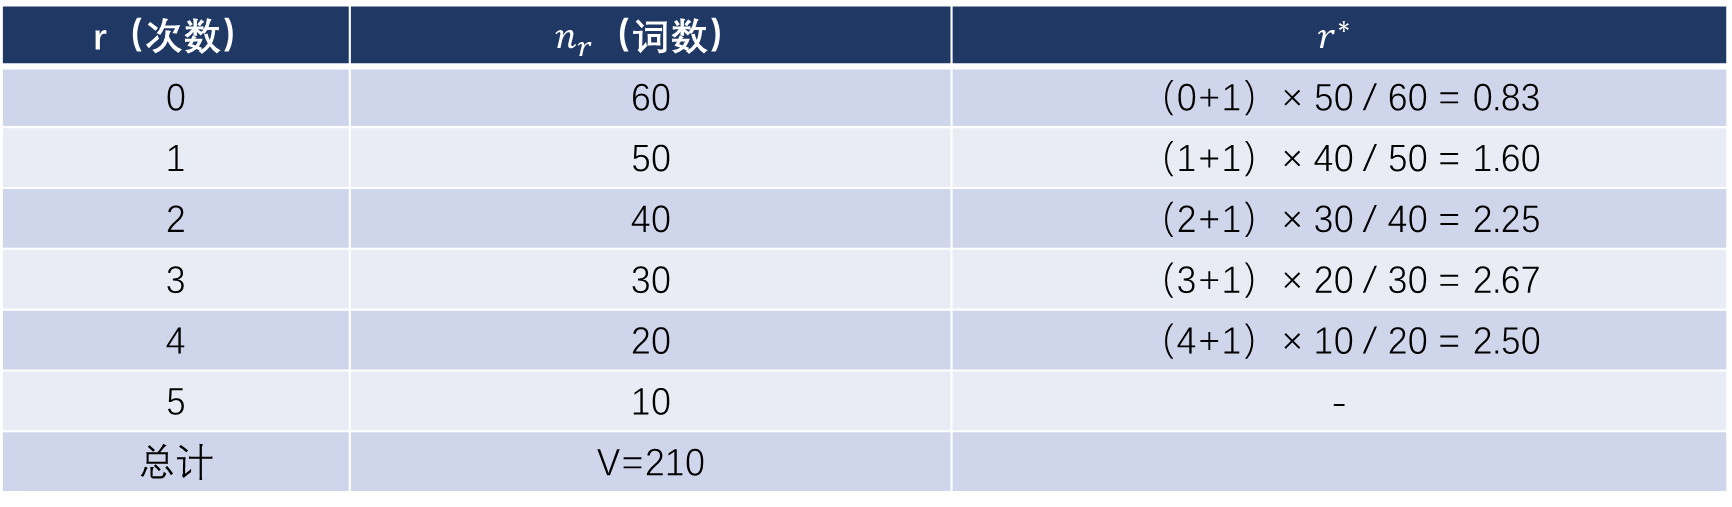 r（次数） n_r（词数） r*
0 60 （0+1） × 50 / 60 = 0.83
1 50 （1+1） × 40 / 50 = 1.60
2 40 （2+1） × 30 / 40 = 2.25
3 30 （3+1） × 20 / 30 = 2.67
4 20 （4+1） × 10 / 20 = 2.50
5 10 -
总计 V=210